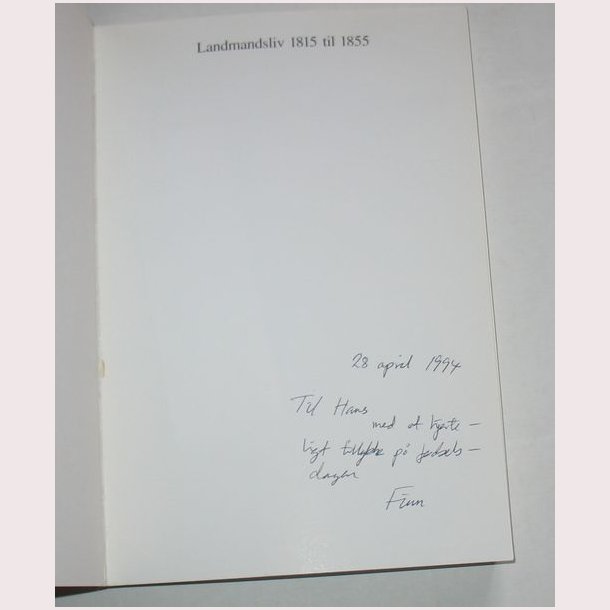 Landmandsliv 1815 til 1855
28 april 1994
Til Hans
med et hjerte-
ligt tillykke på fødsels-
dagen
Finn